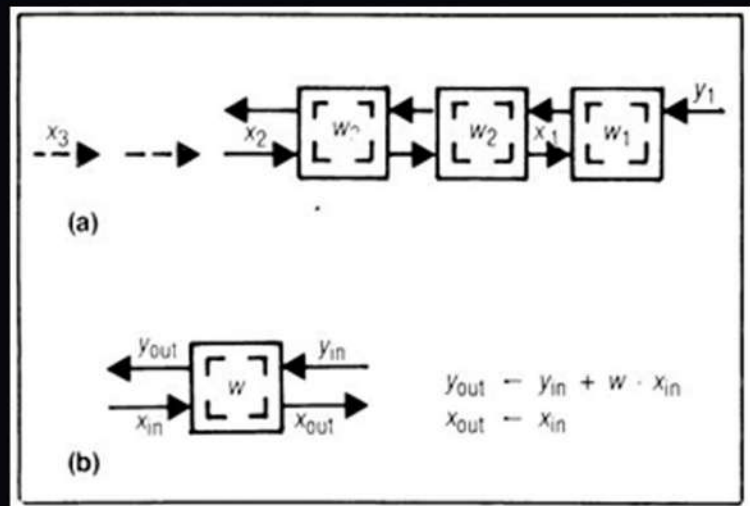 x3 x2 w x1 y1
w2 w1
(a)
yout yin
w
xin xout
yout ← yin + w · xin
xout ← xin
(b)